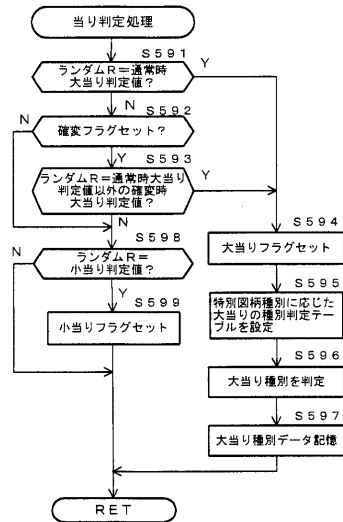 当り判定処理
S591
ランダムR=通常時
大当り判定値?
Y
N
S592
N
確変フラグセット?
Y
S593
ランダムR=通常時大当り
判定値以外の確変時
大当り判定値?
Y
N
S598
N
ランダムR=
小当り判定値?
Y
S599
小当りフラグセット
S594
大当りフラグセット
S595
特別図柄種別に応じた
大当りの種別判定テー
ブルを設定
S596
大当り種別を判定
S597
大当り種別データ記憶
RET